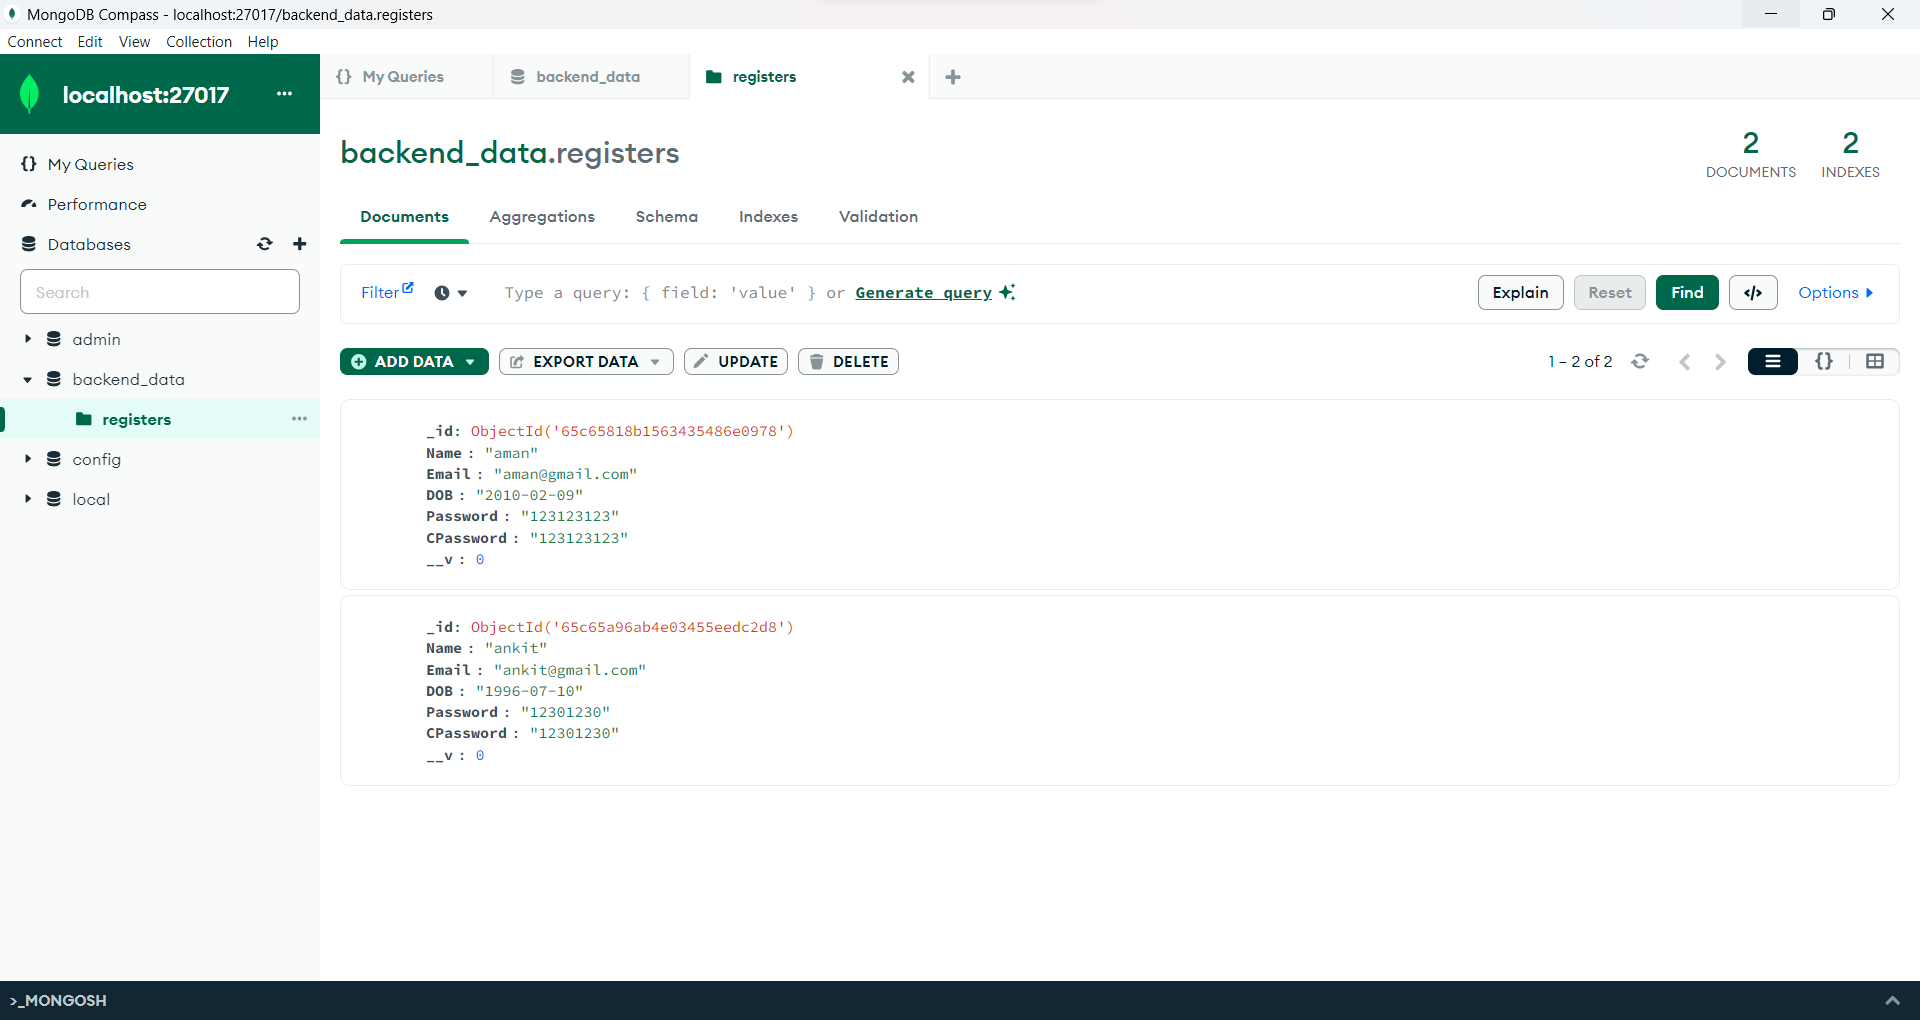 MongoDB Compass - localhost:27017/backend_data.registers
Connect Edit View Collection Help
localhost:27017 ...
{} My Queries
Performance
Databases
Search
admin
backend_data
registers
config
local
{} My Queries
backend_data
registers
backend_data.registers
2 DOCUMENTS
2 INDEXES
Documents Aggregations Schema Indexes Validation
Filter Type a query: { field: 'value' } or Generate query Explain Reset Find </> Options
ADD DATA EXPORT DATA UPDATE DELETE 1 – 2 of 2 {}
_id: ObjectId('65c65818b1563435486e0978')
Name : "aman"
Email : "aman@gmail.com"
DOB : "2010-02-09"
Password : "123123123"
CPassword : "123123123"
__v : 0
_id: ObjectId('65c65a96ab4e03455eedc2d8')
Name : "ankit"
Email : "ankit@gmail.com"
DOB : "1996-07-10"
Password : "12301230"
CPassword : "12301230"
__v : 0
>_MONGOSH